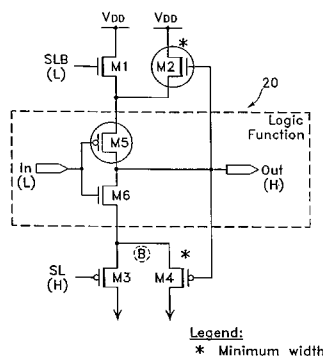 VDD VDD
*
SLB
(L)
M1 M2
20
Logic
Function
M5
In
(L)
Out
(H)
M6
B *
SL
(H)
M3 M4
Legend:
* Minimum width